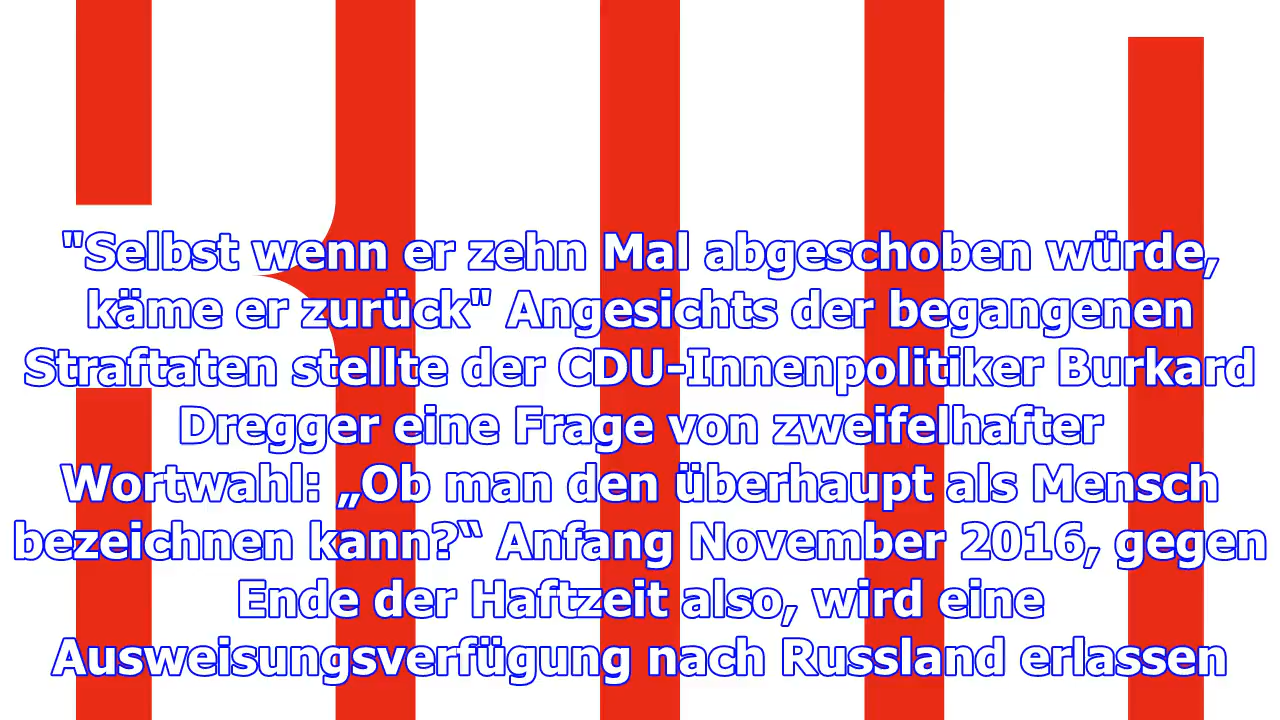 "Selbst wenn er zehn Mal abgeschoben würde,
käme er zurück" Angesichts der begangenen
Straftaten stellte der CDU-Innenpolitiker Burkard
Dregger eine Frage von zweifelhafter
Wortwahl: „Ob man den überhaupt als Mensch
bezeichnen kann?“ Anfang November 2016, gegen
Ende der Haftzeit also, wird eine
Ausweisungsverfügung nach Russland erlassen